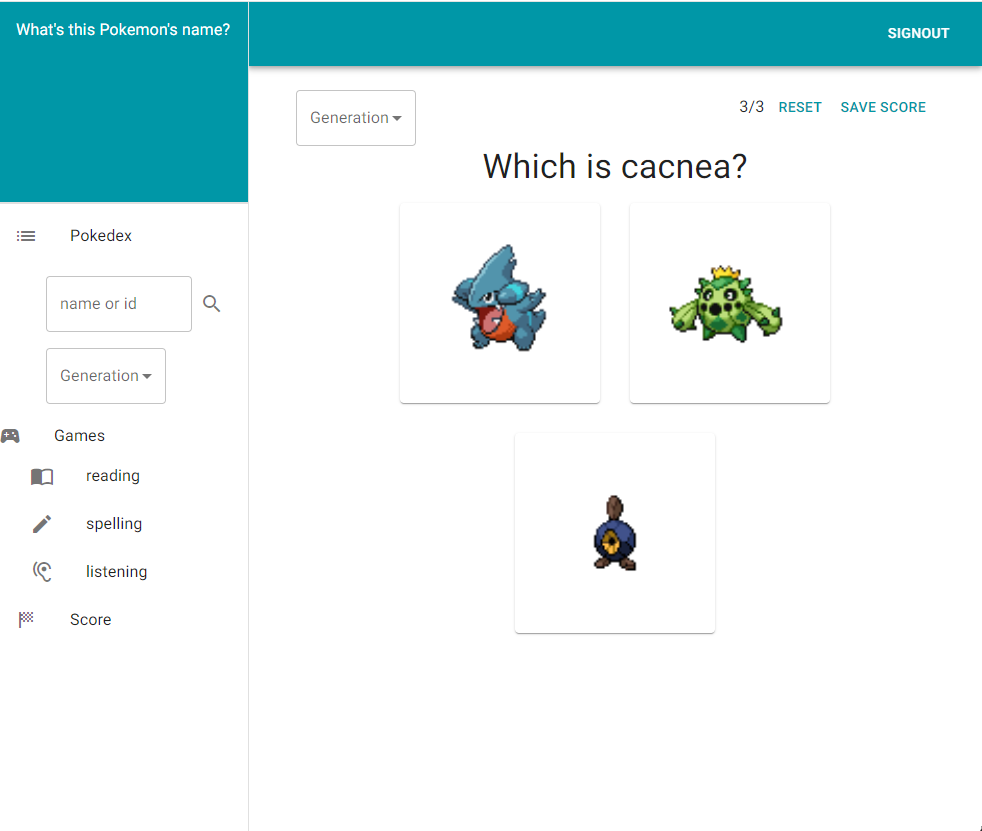 What's this Pokemon's name?
SIGNOUT
Pokedex
name or id
Generation
Games
reading
spelling
listening
Score
Generation
3/3 RESET SAVE SCORE
Which is cacnea?